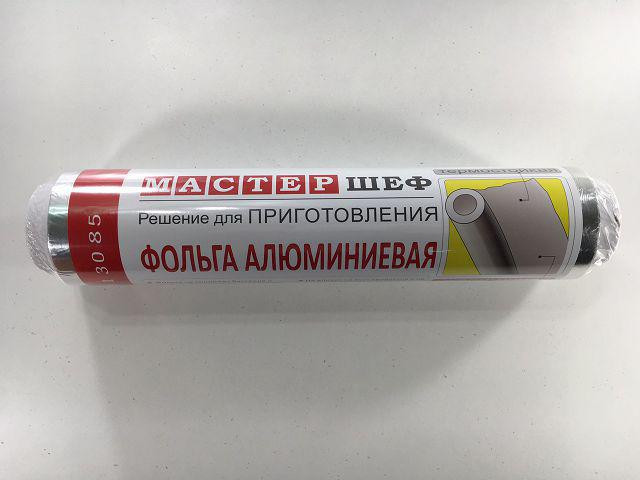 МАСТЕР ШЕФ
Решение для ПРИГОТОВЛЕНИЯ
ФОЛЬГА АЛЮМИНИЕВАЯ
13085